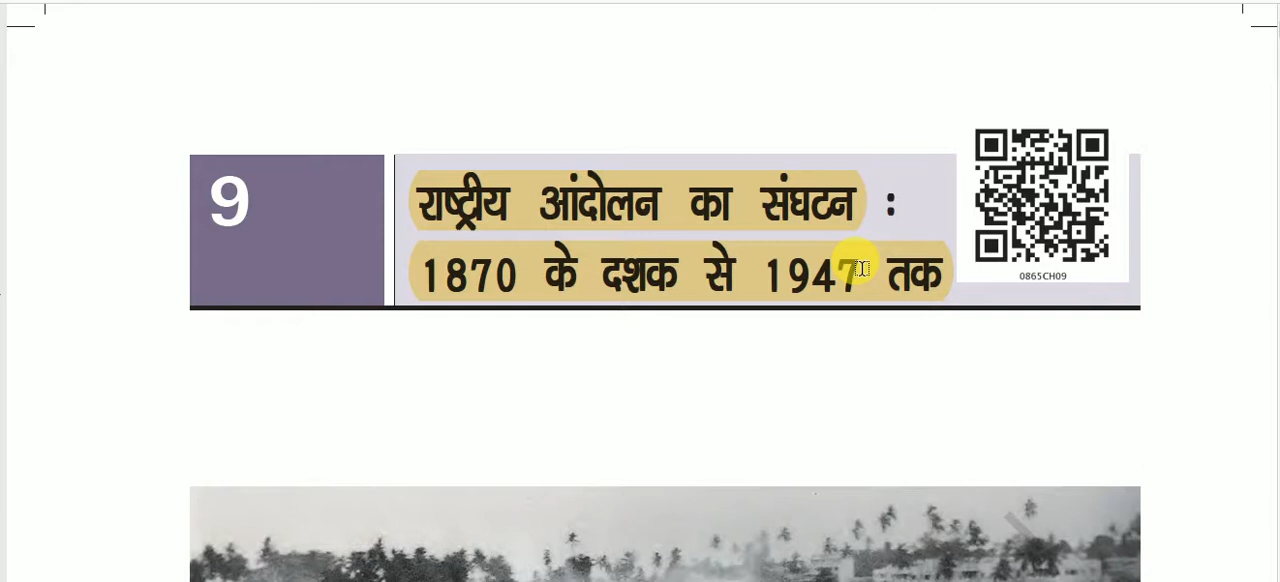 9
राष्ट्रीय आंदोलन का संघटन :
1870 के दशक से 1947 तक
0865CH09